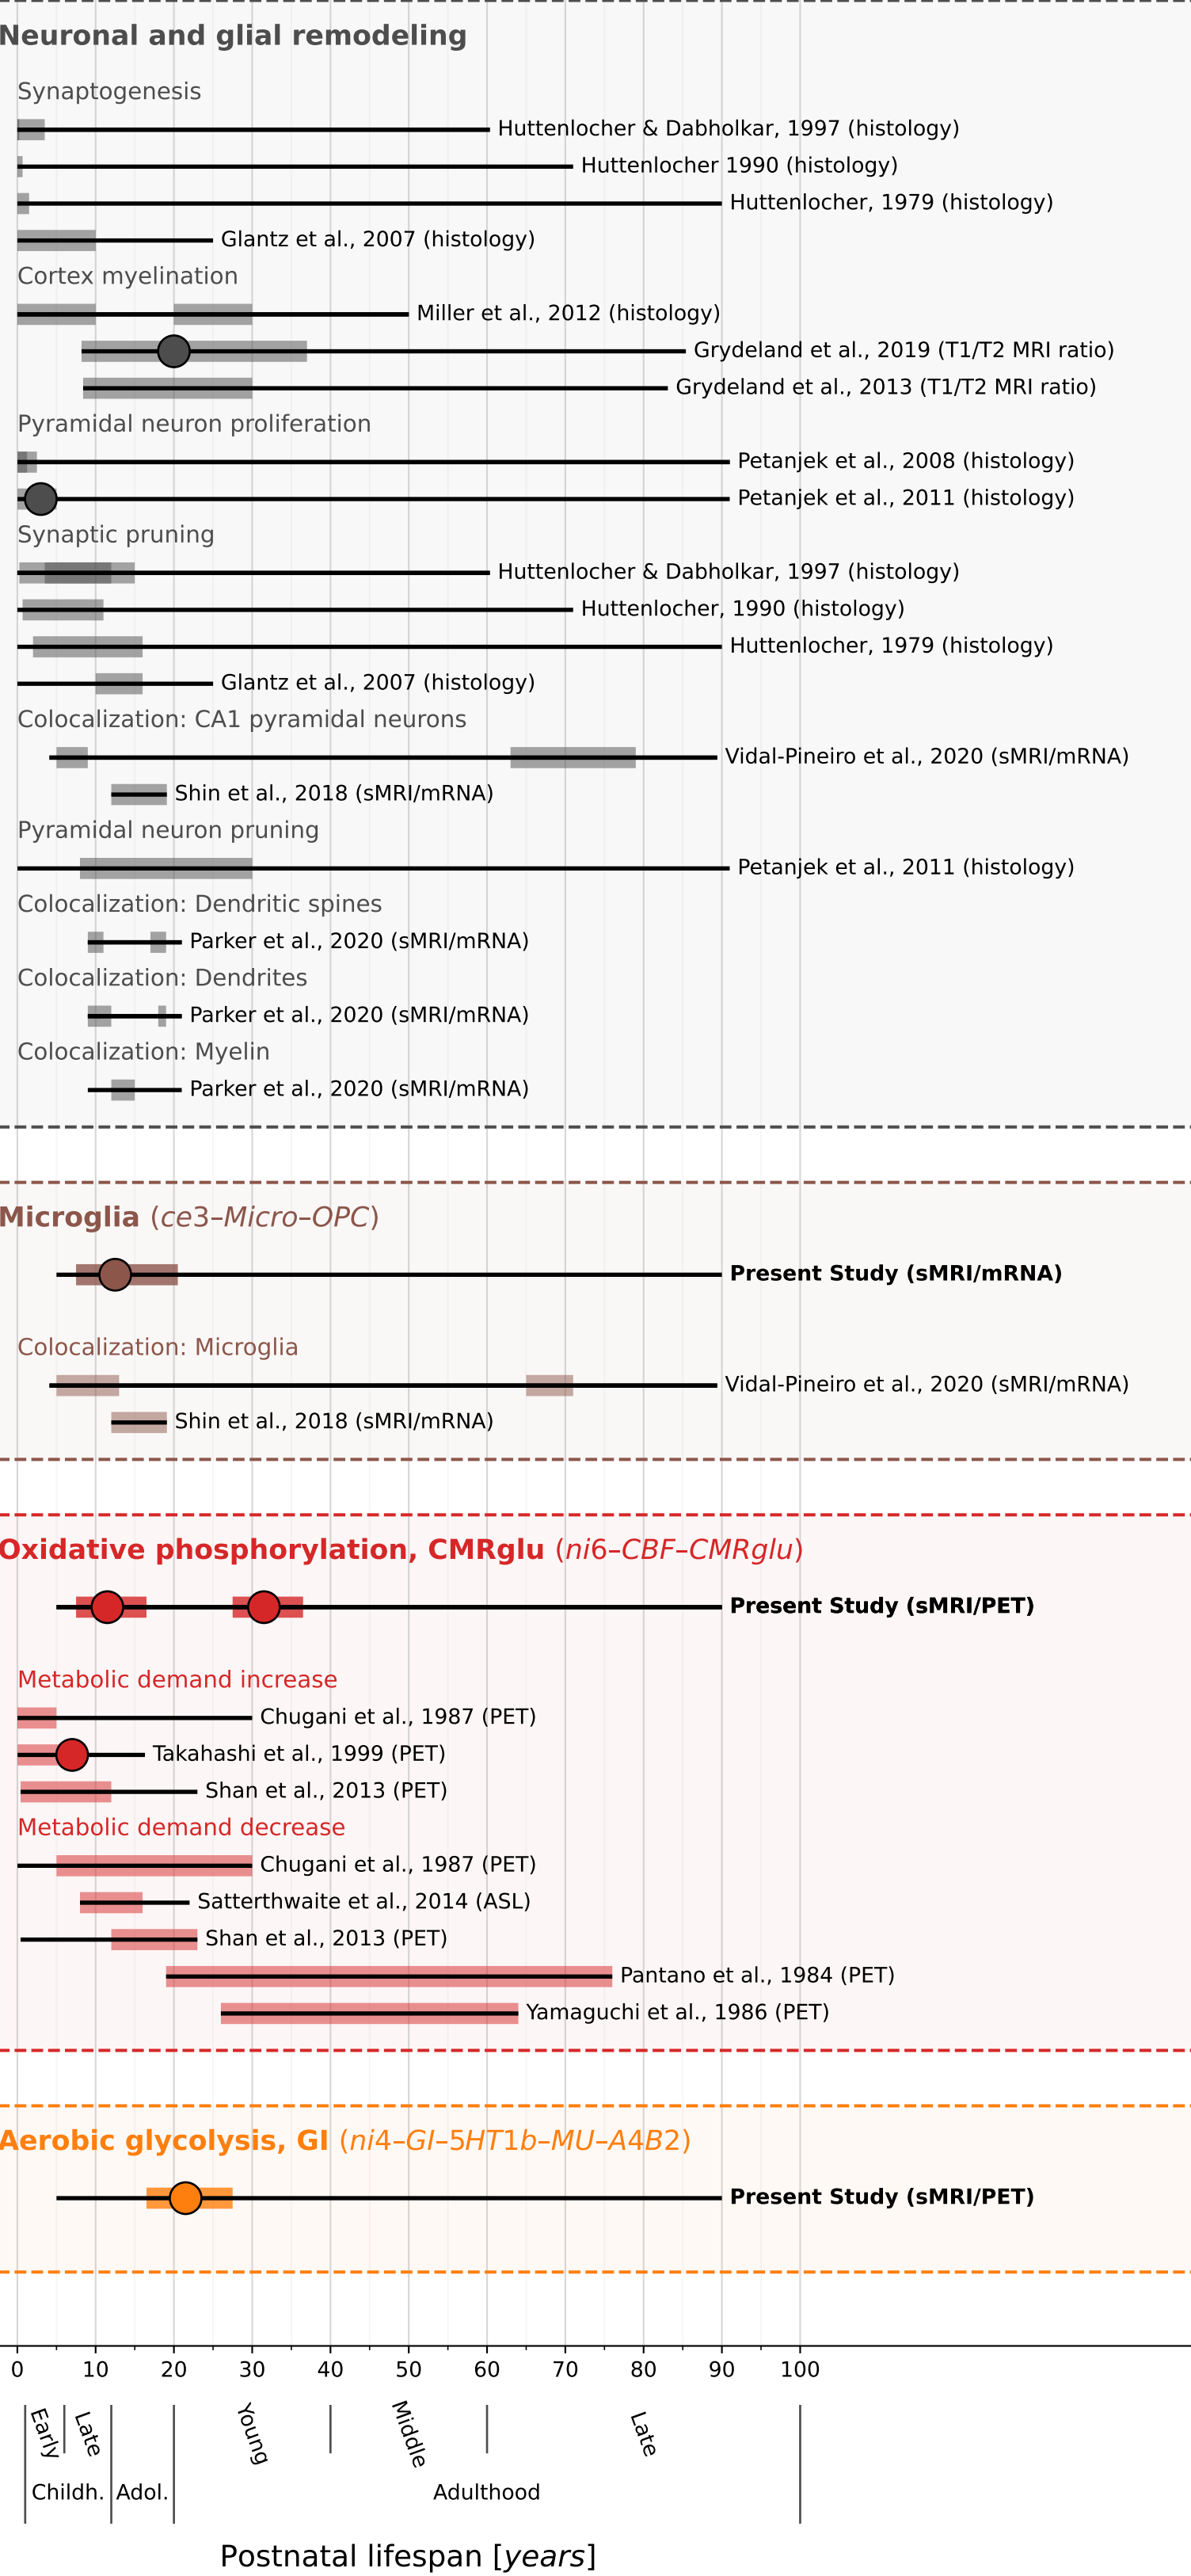 Neuronal and glial remodeling
Synaptogenesis
Huttenlocher & Dabholkar, 1997 (histology)
Huttenlocher 1990 (histology)
Huttenlocher, 1979 (histology)
Glantz et al., 2007 (histology)
Cortex myelination
Miller et al., 2012 (histology)
Grydeland et al., 2019 (T1/T2 MRI ratio)
Grydeland et al., 2013 (T1/T2 MRI ratio)
Pyramidal neuron proliferation
Petanjek et al., 2008 (histology)
Petanjek et al., 2011 (histology)
Synaptic pruning
Huttenlocher & Dabholkar, 1997 (histology)
Huttenlocher, 1990 (histology)
Huttenlocher, 1979 (histology)
Glantz et al., 2007 (histology)
Colocalization: CA1 pyramidal neurons
Vidal-Pineiro et al., 2020 (sMRI/mRNA)
Shin et al., 2018 (sMRI/mRNA)
Pyramidal neuron pruning
Petanjek et al., 2011 (histology)
Colocalization: Dendritic spines
Parker et al., 2020 (sMRI/mRNA)
Colocalization: Dendrites
Parker et al., 2020 (sMRI/mRNA)
Colocalization: Myelin
Parker et al., 2020 (sMRI/mRNA)
Microglia (ce3–Micro–OPC)
Present Study (sMRI/mRNA)
Colocalization: Microglia
Vidal-Pineiro et al., 2020 (sMRI/mRNA)
Shin et al., 2018 (sMRI/mRNA)
Oxidative phosphorylation, CMRglu (ni6–CBF–CMRglu)
Present Study (sMRI/PET)
Metabolic demand increase
Chugani et al., 1987 (PET)
Takahashi et al., 1999 (PET)
Shan et al., 2013 (PET)
Metabolic demand decrease
Chugani et al., 1987 (PET)
Satterthwaite et al., 2014 (ASL)
Shan et al., 2013 (PET)
Pantano et al., 1984 (PET)
Yamaguchi et al., 1986 (PET)
Aerobic glycolysis, GI (ni4–GI–5HT1b–MU–A4B2)
Present Study (sMRI/PET)
0 10 20 30 40 50 60 70 80 90 100
Early Late Young Middle Late
Childh. Adol. Adulthood
Postnatal lifespan [years]